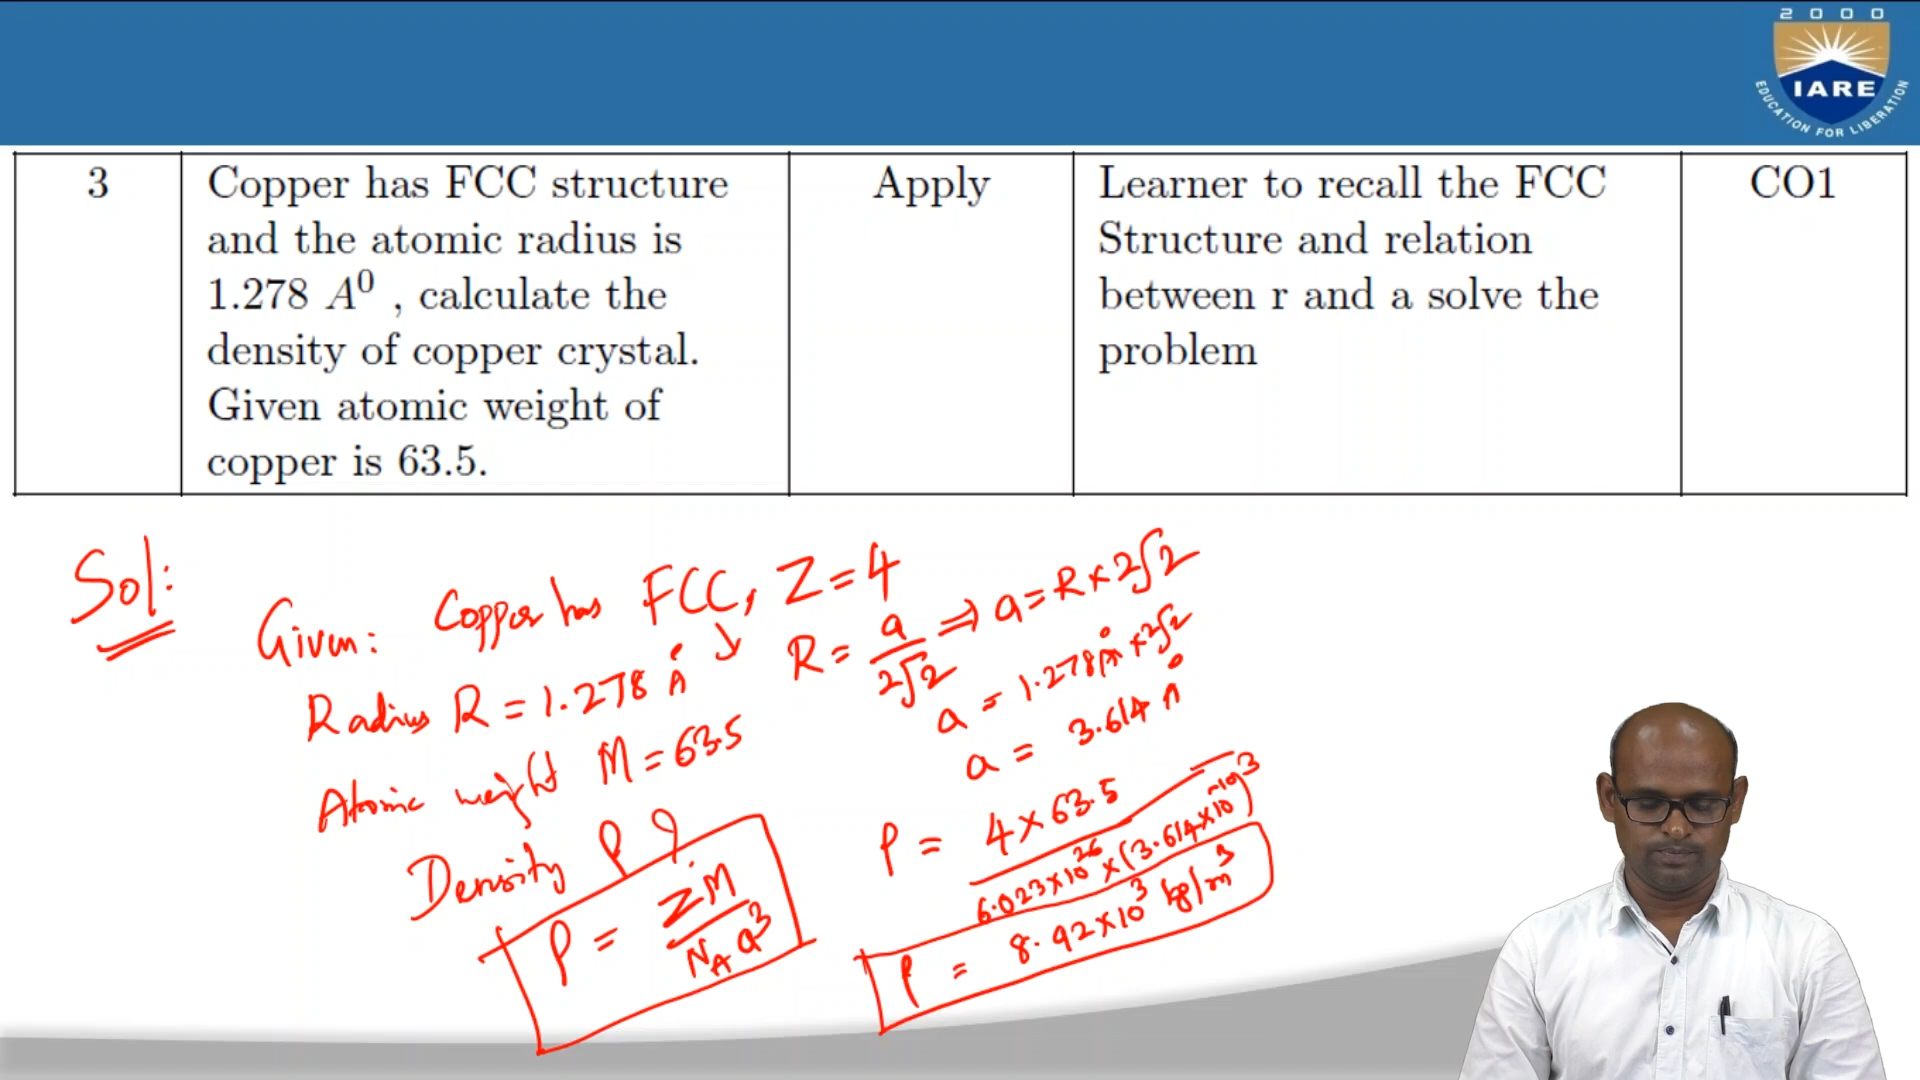 2000
IARE
EDUCATION FOR LIBERATION
3
Copper has FCC structure
and the atomic radius is
1.278 A⁰ , calculate the
density of copper crystal.
Given atomic weight of
copper is 63.5.
Apply
Learner to recall the FCC
Structure and relation
between r and a solve the
problem
CO1
Sol:
Given: Copper has FCC, Z=4
Radius R = 1.278 Å
Atomic weight M = 63.5
Density ρ ?
ρ = ZM / N_A a³
R = a / 2√2 ⇒ a = R × 2√2
a = 1.278 Å × 2√2
a = 3.614 Å
ρ = 4 × 63.5 / 6.023×10²⁶ × (3.614×10⁻¹⁰)³
ρ = 8.92×10³ kg/m³